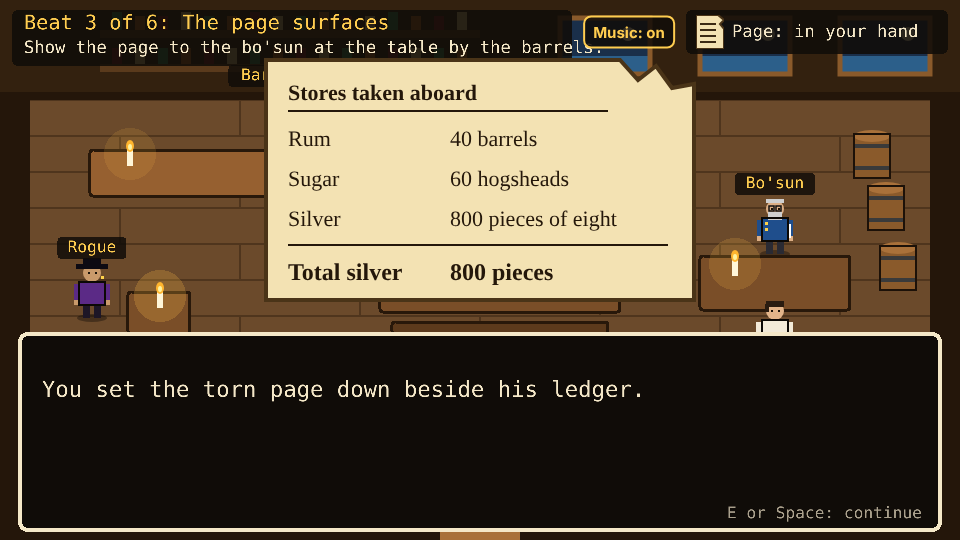 Beat 3 of 6: The page surfaces
Show the page to the bo'sun at the table by the barrels.
Music: on
Page: in your hand
Stores taken aboard
Rum 40 barrels
Sugar 60 hogsheads
Silver 800 pieces of eight
Total silver 800 pieces
Bo'sun
Rogue
You set the torn page down beside his ledger.
E or Space: continue